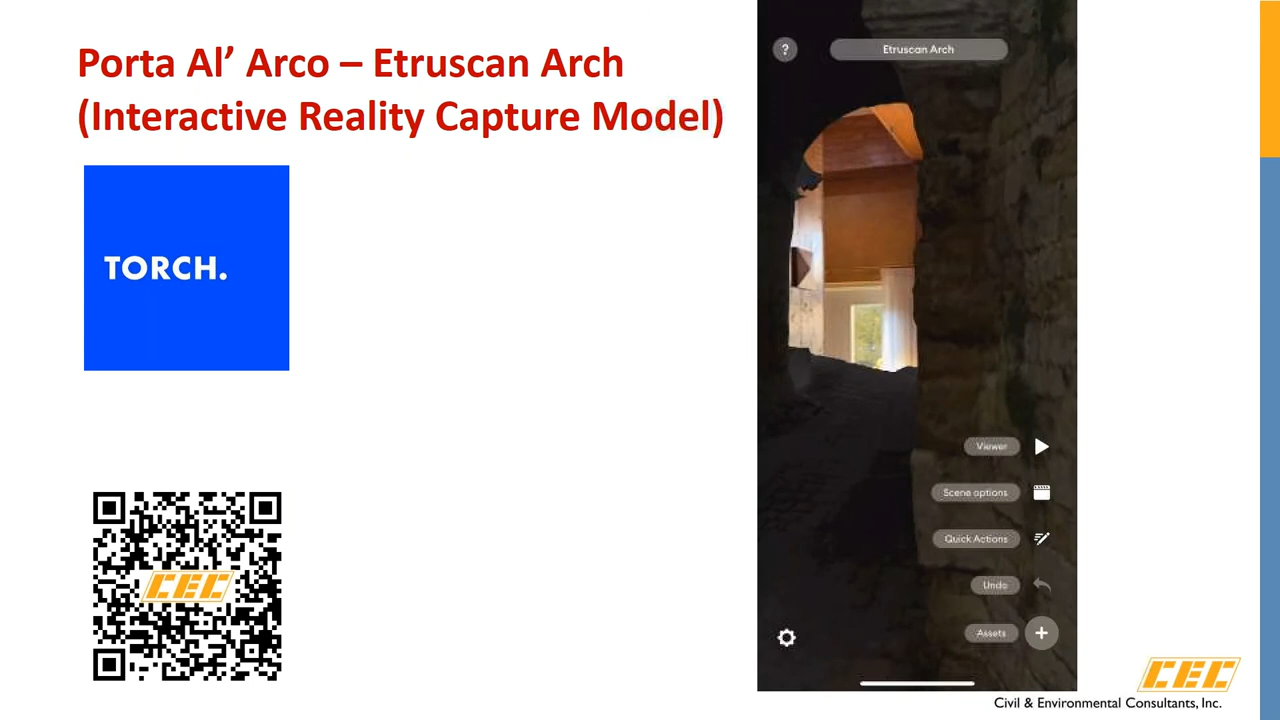 Porta Al’ Arco – Etruscan Arch
(Interactive Reality Capture Model)
TORCH.
CEC
?
Etruscan Arch
Viewer
Scene options
Quick Actions
Undo
Assets
CEC
Civil & Environmental Consultants, Inc.